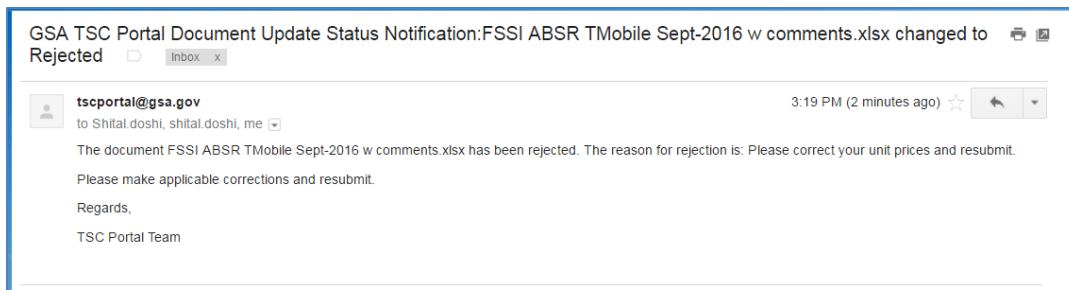 GSA TSC Portal Document Update Status Notification:FSSI ABSR TMobile Sept-2016 w comments.xlsx changed to
Rejected Inbox x
tscportal@gsa.gov 3:19 PM (2 minutes ago)
to Shital.doshi, shital.doshi, me
The document FSSI ABSR TMobile Sept-2016 w comments.xlsx has been rejected. The reason for rejection is: Please correct your unit prices and resubmit.
Please make applicable corrections and resubmit.
Regards,
TSC Portal Team